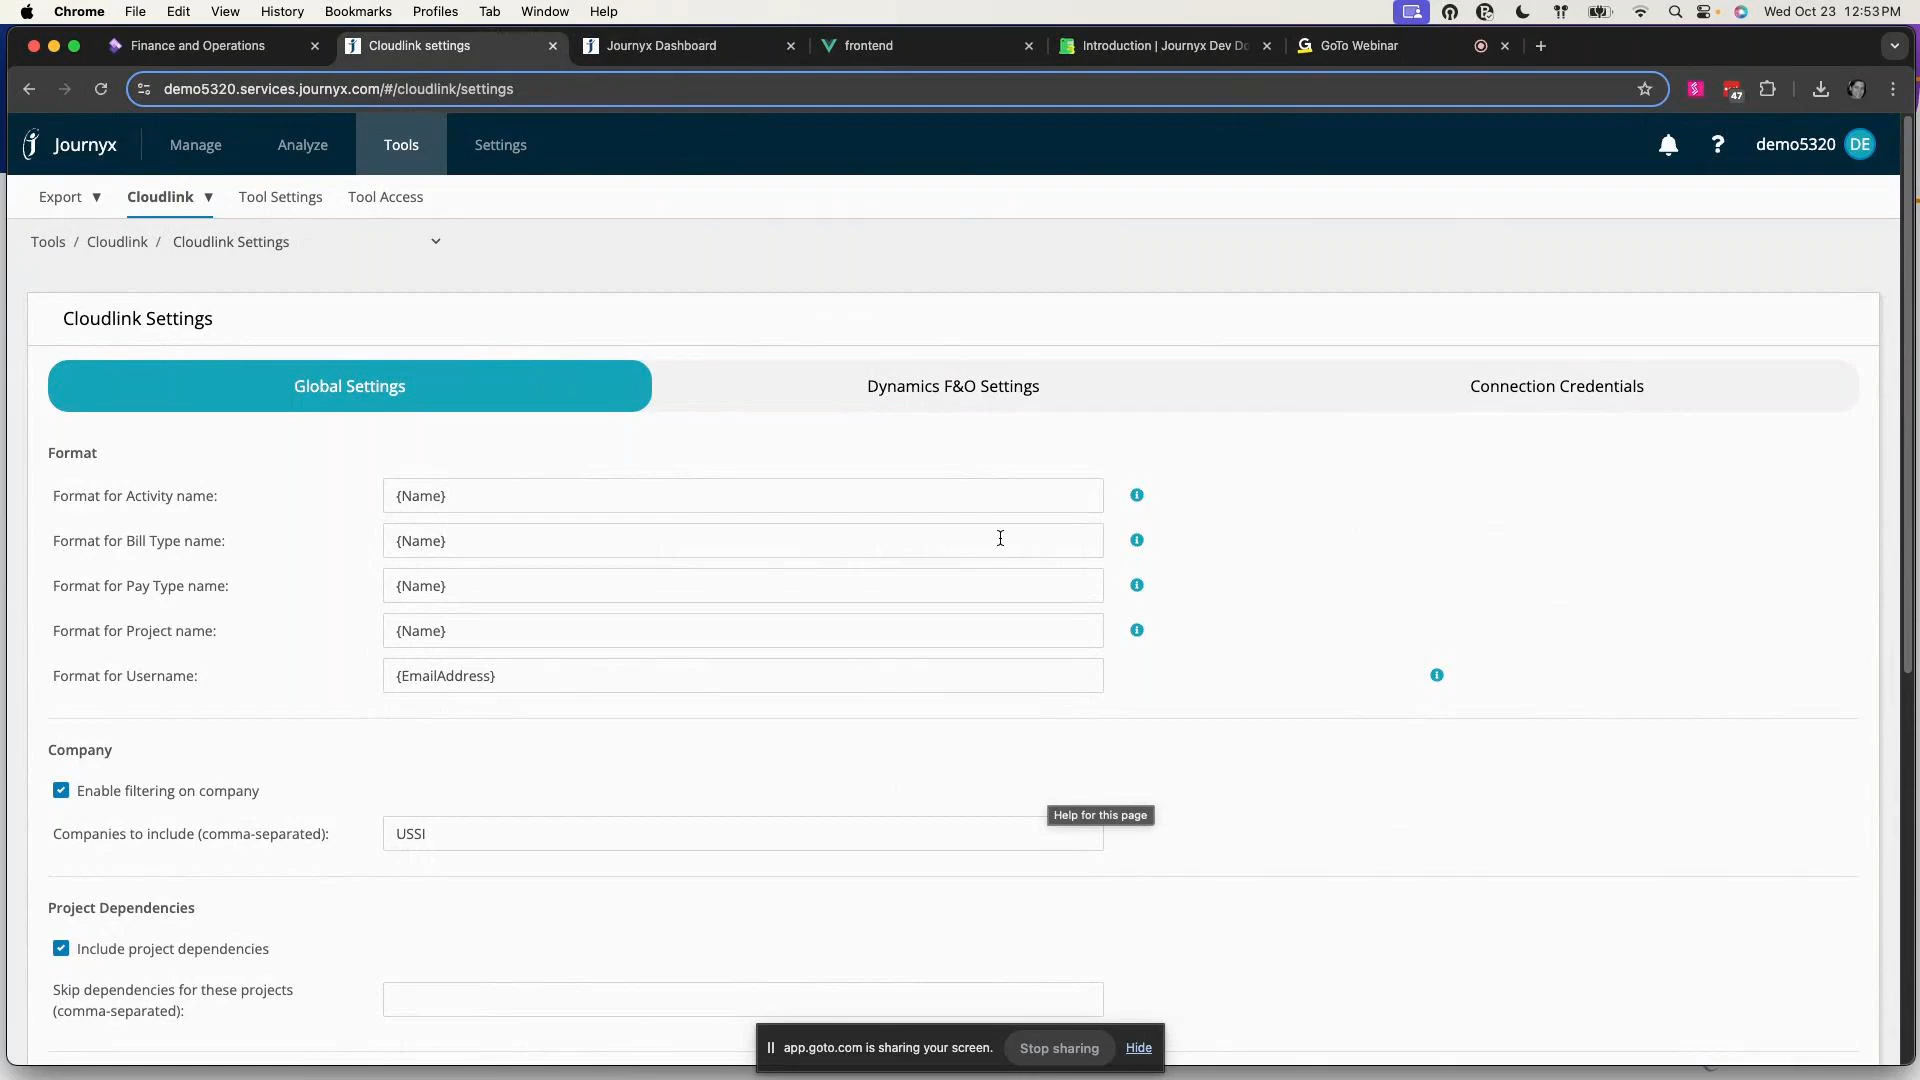 Chrome File Edit View History Bookmarks Profiles Tab Window Help Wed Oct 23 12:53 PM
Finance and Operations Cloudlink settings Journyx Dashboard frontend Introduction | Journyx Dev Do GoTo Webinar
demo5320.services.journyx.com/#/cloudlink/settings 47
Journyx Manage Analyze Tools Settings ? demo5320 DE
Export Cloudlink Tool Settings Tool Access
Tools / Cloudlink / Cloudlink Settings
Cloudlink Settings
Global Settings Dynamics F&O Settings Connection Credentials
Format
Format for Activity name: {Name}
Format for Bill Type name: {Name}
Format for Pay Type name: {Name}
Format for Project name: {Name}
Format for Username: {EmailAddress}
Company
Enable filtering on company
Help for this page
Companies to include (comma-separated): USSI
Project Dependencies
Include project dependencies
Skip dependencies for these projects
(comma-separated):
app.goto.com is sharing your screen. Stop sharing Hide